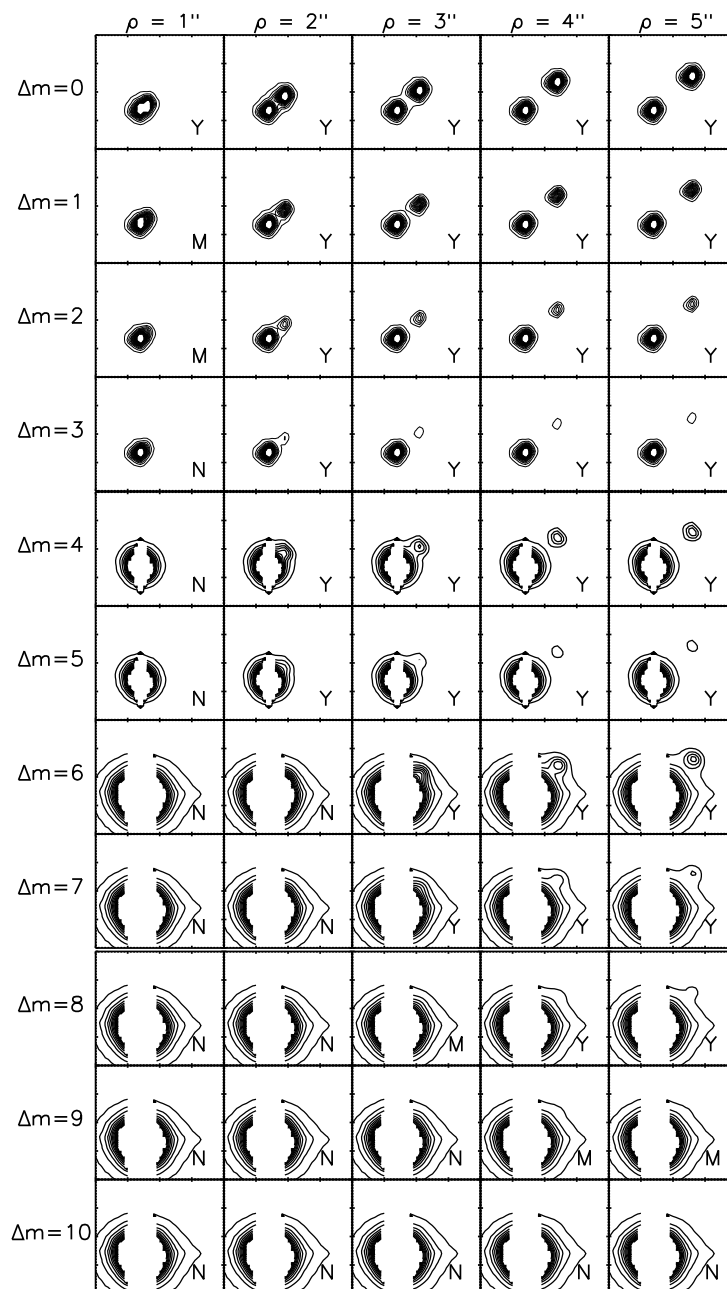 ρ = 1" ρ = 2" ρ = 3" ρ = 4" ρ = 5"
Δm=0 Y Y Y Y Y
Δm=1 M Y Y Y Y
Δm=2 M Y Y Y Y
Δm=3 N Y Y Y Y
Δm=4 N Y Y Y Y
Δm=5 N Y Y Y Y
Δm=6 N N Y Y Y
Δm=7 N N Y Y Y
Δm=8 N N M Y Y
Δm=9 N N N M M
Δm=10 N N N N N